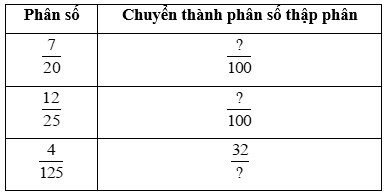 Phân số Chuyển thành phân số thập phân
7/20 ?/100
12/25 ?/100
4/125 32/?